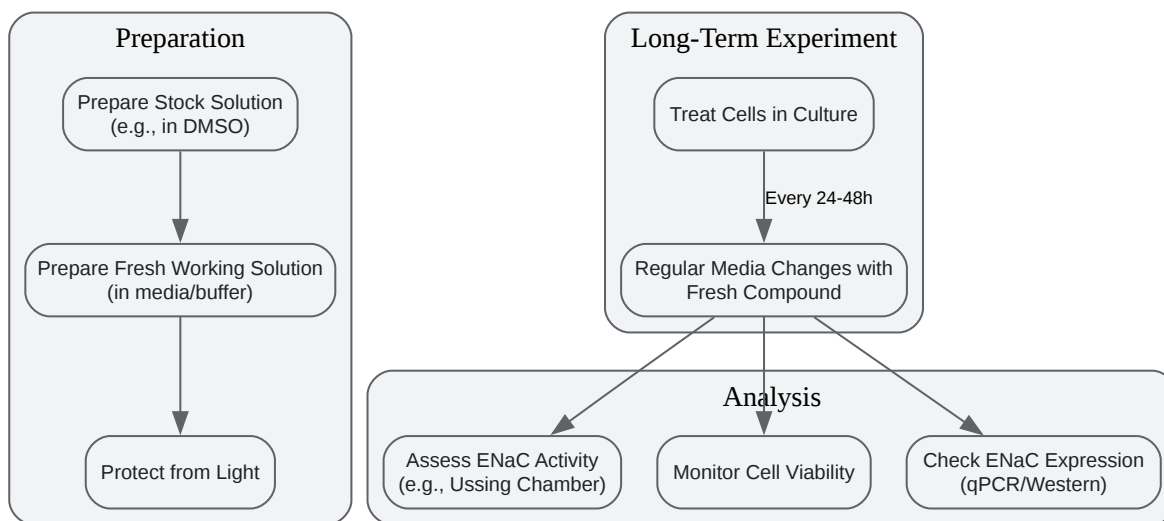 Preparation
Prepare Stock Solution
(e.g., in DMSO)
Prepare Fresh Working Solution
(in media/buffer)
Protect from Light
Long-Term Experiment
Treat Cells in Culture
Every 24-48h
Regular Media Changes with
Fresh Compound
Analysis
Assess ENaC Activity
(e.g., Ussing Chamber)
Monitor Cell Viability
Check ENaC Expression
(qPCR/Western)